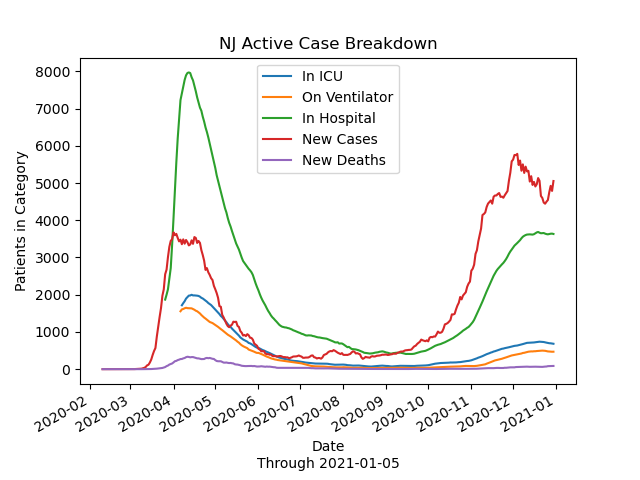 NJ Active Case Breakdown
In ICU
On Ventilator
In Hospital
New Cases
New Deaths
Patients in Category
8000
7000
6000
5000
4000
3000
2000
1000
0
2020-02
2020-03
2020-04
2020-05
2020-06
2020-07
2020-08
2020-09
2020-10
2020-11
2020-12
2021-01
Date
Through 2021-01-05